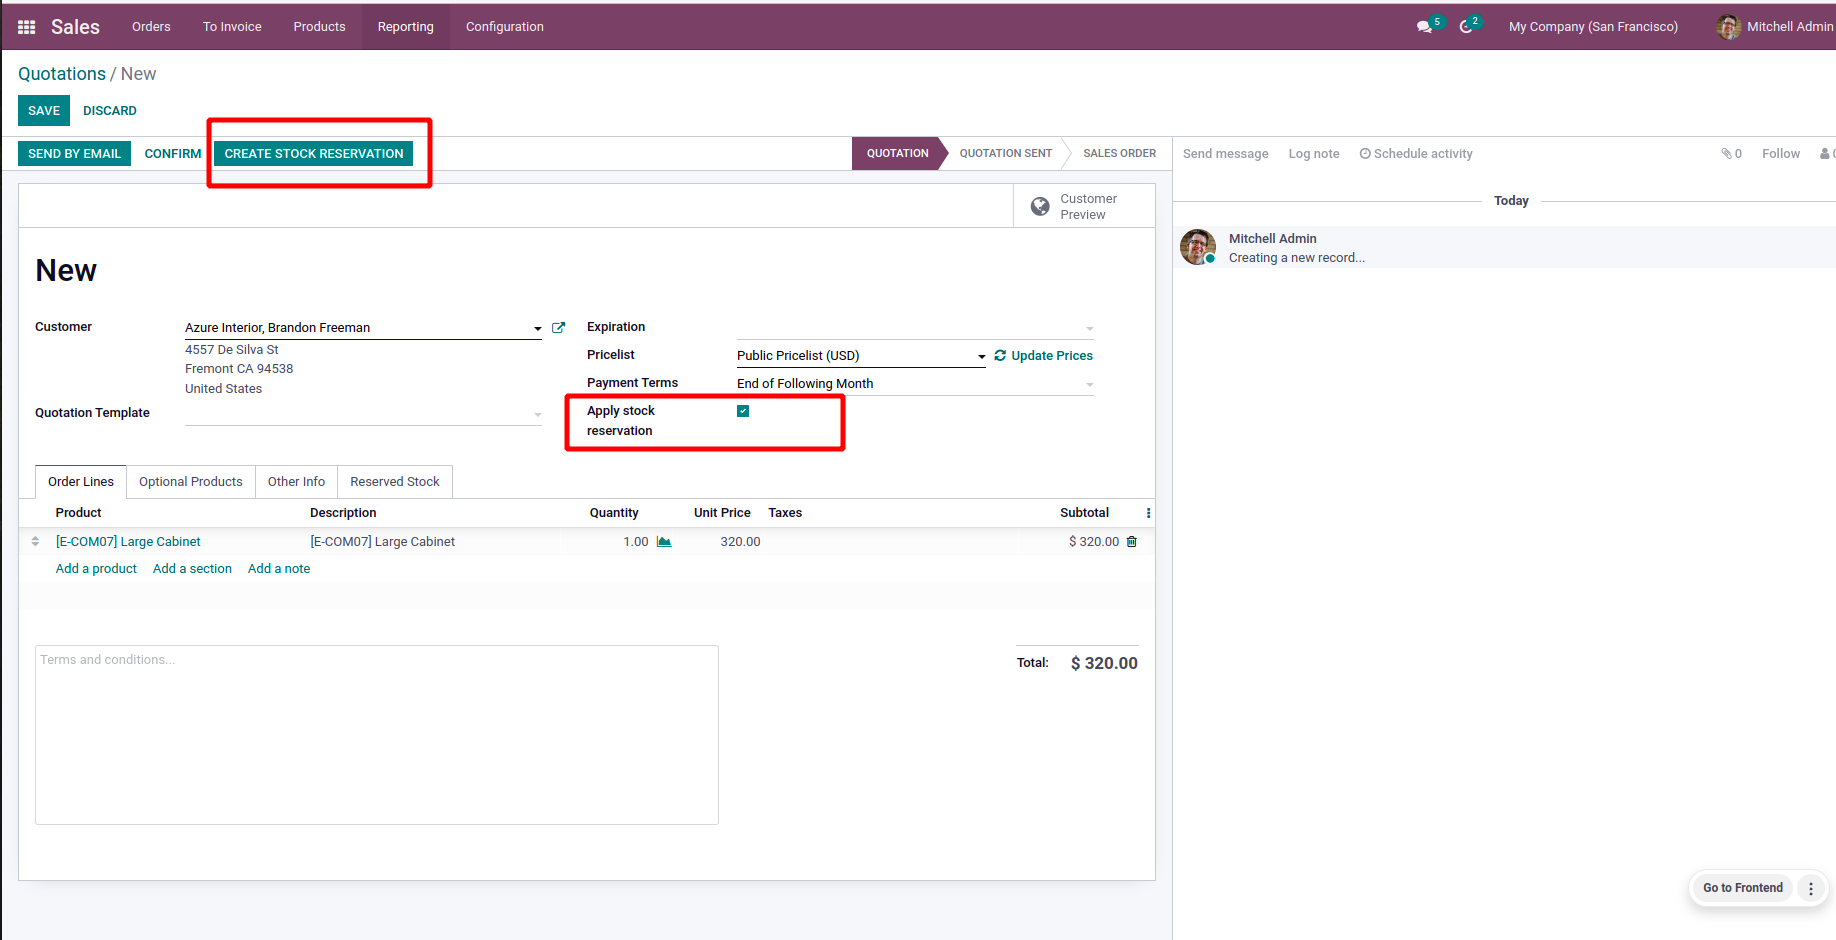 Sales Orders To Invoice Products Reporting Configuration 5 2 My Company (San Francisco) Mitchell Admin
Quotations / New
SAVE DISCARD
SEND BY EMAIL CONFIRM CREATE STOCK RESERVATION QUOTATION QUOTATION SENT SALES ORDER
Send message Log note Schedule activity 0 Follow 0
Customer
Preview
Today
Mitchell Admin
Creating a new record...
New
Customer Azure Interior, Brandon Freeman
4557 De Silva St
Fremont CA 94538
United States
Quotation Template
Expiration
Pricelist Public Pricelist (USD) Update Prices
Payment Terms End of Following Month
Apply stock
reservation
Order Lines Optional Products Other Info Reserved Stock
Product Description Quantity Unit Price Taxes Subtotal
[E-COM07] Large Cabinet [E-COM07] Large Cabinet 1.00 320.00 $ 320.00
Add a product Add a section Add a note
Terms and conditions...
Total: $ 320.00
Go to Frontend